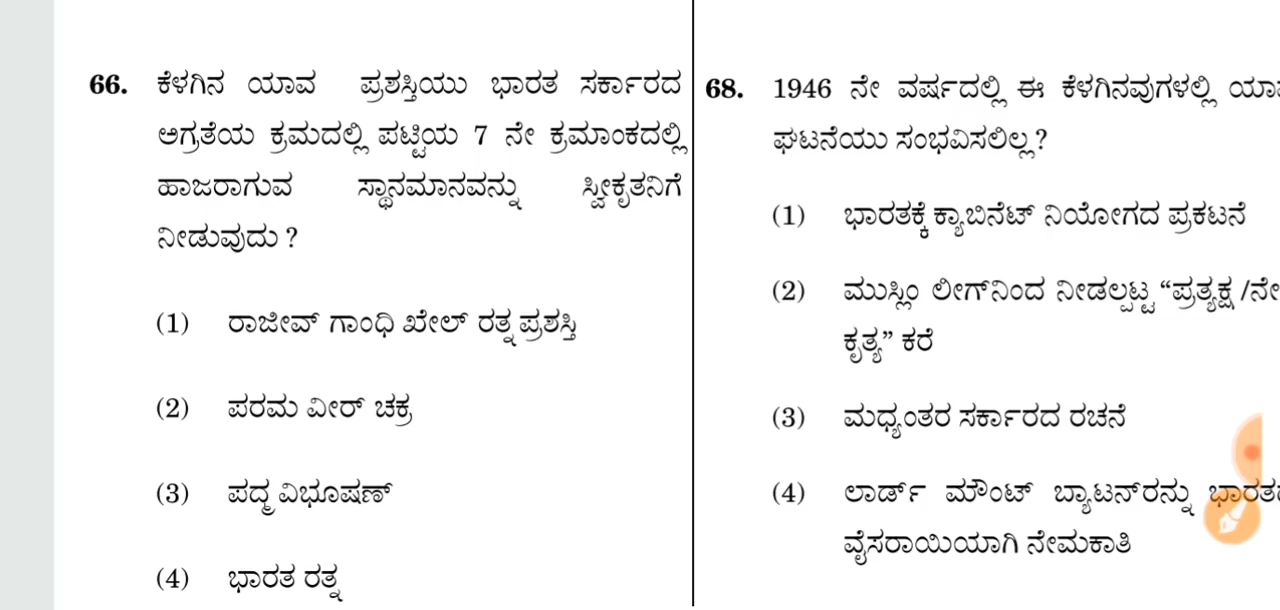 66. ಕೆಳಗಿನ ಯಾವ ಪ್ರಶಸ್ತಿಯು ಭಾರತ ಸರ್ಕಾರದ
ಅಗ್ರತೆಯ ಕ್ರಮದಲ್ಲಿ ಪಟ್ಟಿಯ 7 ನೇ ಕ್ರಮಾಂಕದಲ್ಲಿ
ಹಾಜರಾಗುವ ಸ್ಥಾನಮಾನವನ್ನು ಸ್ವೀಕೃತನಿಗೆ
ನೀಡುವುದು ?
(1) ರಾಜೀವ್ ಗಾಂಧಿ ಖೇಲ್ ರತ್ನ ಪ್ರಶಸ್ತಿ
(2) ಪರಮ ವೀರ್ ಚಕ್ರ
(3) ಪದ್ಮ ವಿಭೂಷಣ್
(4) ಭಾರತ ರತ್ನ
68. 1946 ನೇ ವರ್ಷದಲ್ಲಿ ಈ ಕೆಳಗಿನವುಗಳಲ್ಲಿ
ಘಟನೆಯು ಸಂಭವಿಸಲಿಲ್ಲ ?
(1) ಭಾರತಕ್ಕೆ ಕ್ಯಾಬಿನೆಟ್ ನಿಯೋಗದ ಪ್ರಕಟನೆ
(2) ಮುಸ್ಲಿಂ ಲೀಗ್‌ನಿಂದ ನೀಡಲ್ಪಟ್ಟ “ಪ್ರತ್ಯಕ್ಷ /
ಕೃತ್ಯ” ಕರೆ
(3) ಮಧ್ಯಂತರ ಸರ್ಕಾರದ ರಚನೆ
(4) ಲಾರ್ಡ್ ಮೌಂಟ್ ಬ್ಯಾಟನ್‌ರನ್ನು
ವೈಸರಾಯಿಯಾಗಿ ನೇಮಕಾತಿ